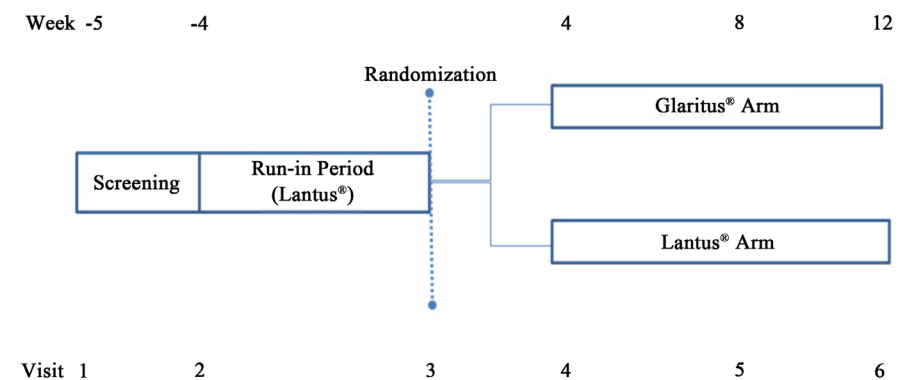 Week -5 -4 4 8 12
Randomization
Glaritus® Arm
Screening
Run-in Period
(Lantus®)
Lantus® Arm
Visit 1 2 3 4 5 6